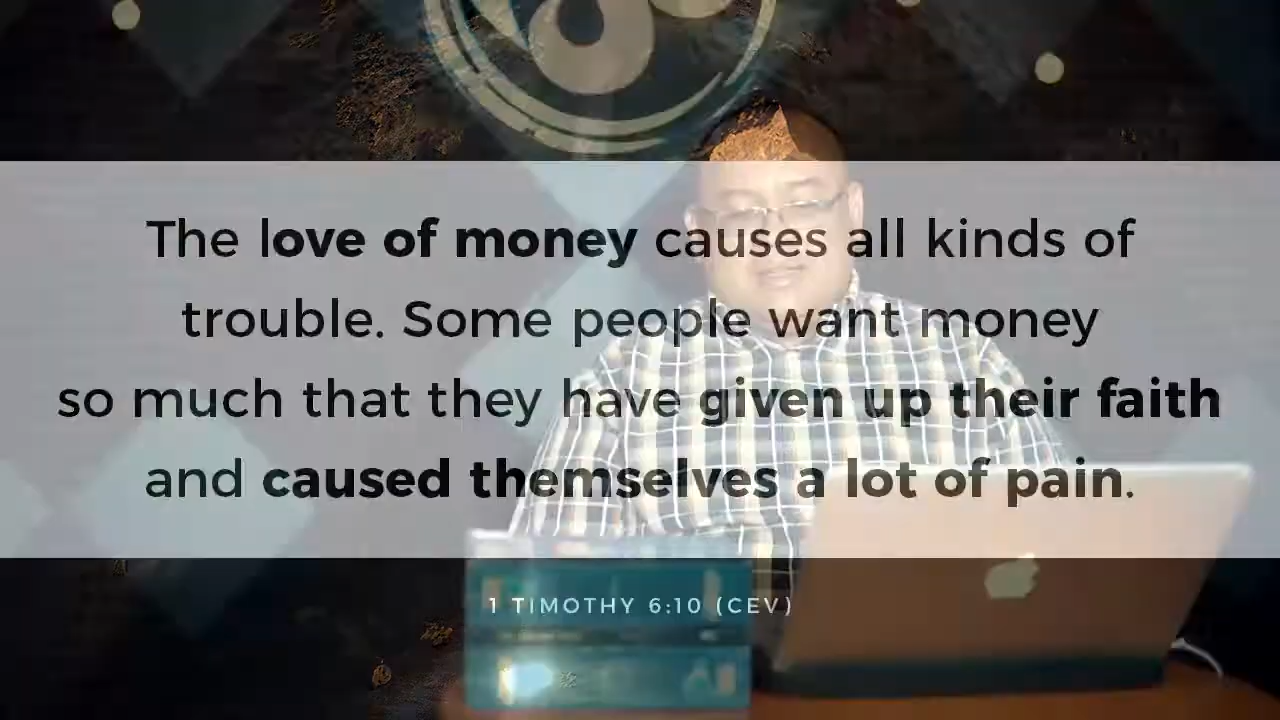 The love of money causes all kinds of
trouble. Some people want money
so much that they have given up their faith
and caused themselves a lot of pain.
1 TIMOTHY 6:10 (CEV)